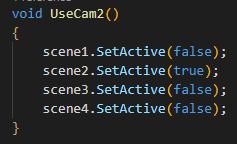 void UseCam2()
{
    scene1.SetActive(false);
    scene2.SetActive(true);
    scene3.SetActive(false);
    scene4.SetActive(false);
}